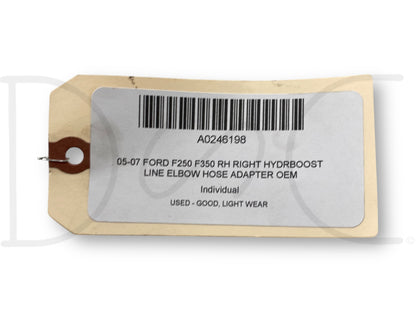 A0246198
05-07 FORD F250 F350 RH RIGHT HYDRBOOST
LINE ELBOW HOSE ADAPTER OEM
Individual
USED - GOOD, LIGHT WEAR